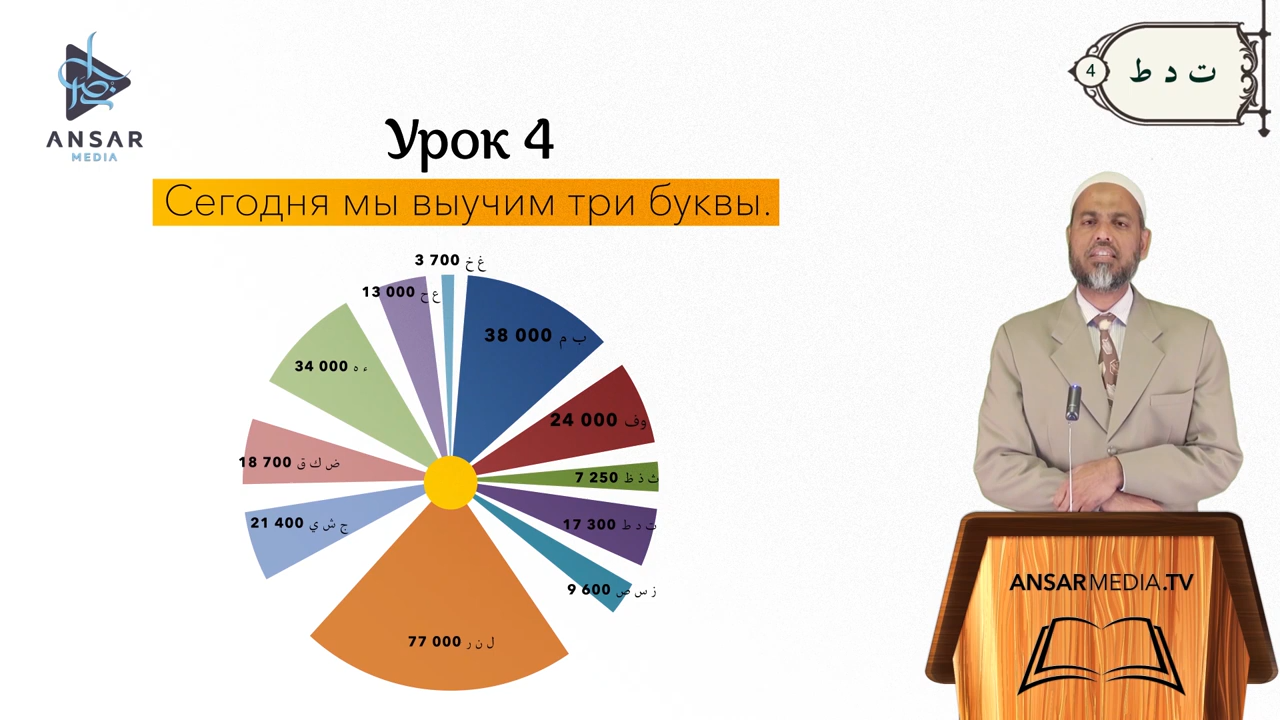 ANSAR
MEDIA
4
ت د ط
Урок 4
Сегодня мы выучим три буквы.
3 700 غ خ
13 000 ع ح
38 000 ب م
34 000 ء ه
24 000 و ف
18 700 ض ك ق
7 250 ث ذ ظ
21 400 ج ش ي
17 300 ت د ط
9 600 ز س ص
77 000 ل ن ر
ANSARMEDIA.TV